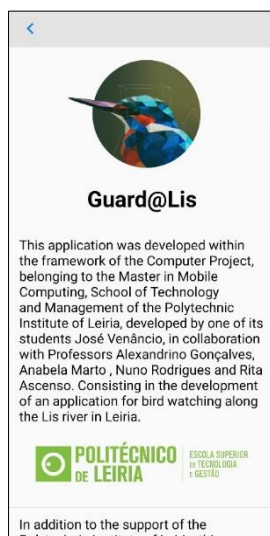 Guard@Lis
This application was developed within
the framework of the Computer Project,
belonging to the Master in Mobile
Computing, School of Technology
and Management of the Polytechnic
Institute of Leiria, developed by one of its
students José Venâncio, in collaboration
with Professors Alexandrino Gonçalves,
Anabela Marto , Nuno Rodrigues and Rita
Ascenso. Consisting in the development
of an application for bird watching along
the Lis river in Leiria.
POLITÉCNICO
DE LEIRIA
ESCOLA SUPERIOR
DE TECNOLOGIA
E GESTÃO
In addition to the support of the